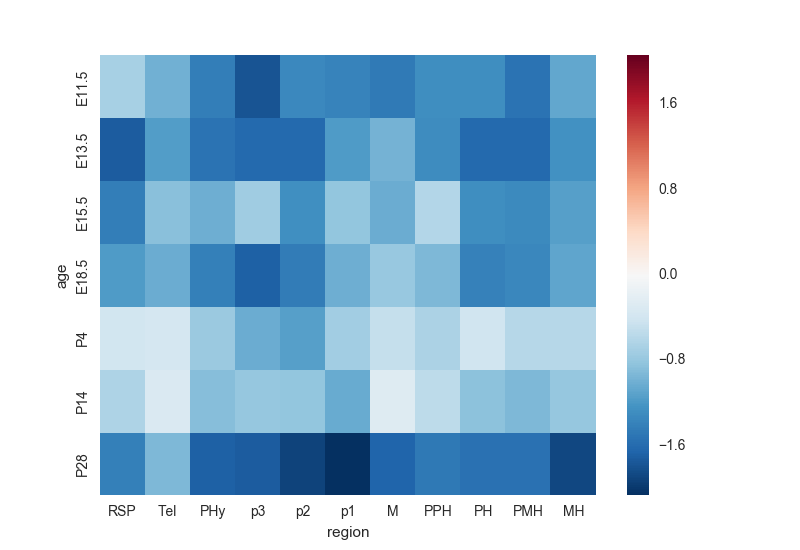 E11.5
E13.5
E15.5
E18.5
P4
P14
P28
age
RSP Tel PHy p3 p2 p1 M PPH PH PMH MH
region
1.6
0.8
0.0
−0.8
−1.6